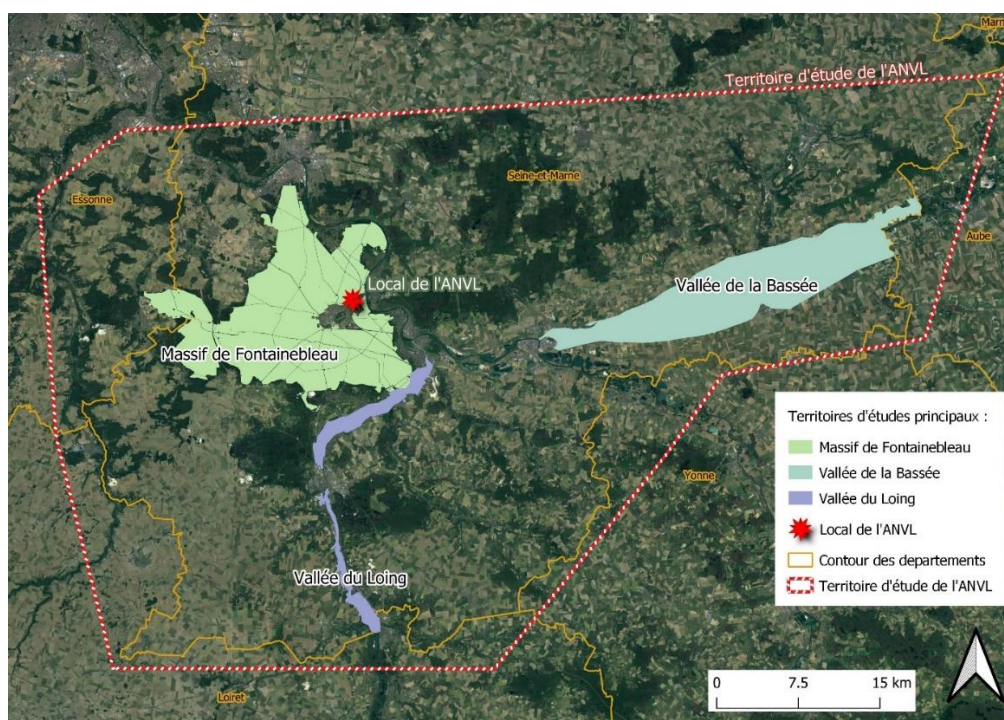 Marn
Territoire d'étude de l'ANVL
Seine-et-Marne
Essonne
Aube
Local de l'ANVL
Vallée de la Bassée
Massif de Fontainebleau
Territoires d'études principaux :
Massif de Fontainebleau
Vallée de la Bassée
Vallée du Loing
Local de l'ANVL
Contour des departements
Territoire d'étude de l'ANVL
Yonne
Vallée du Loing
Loiret
0 7.5 15 km